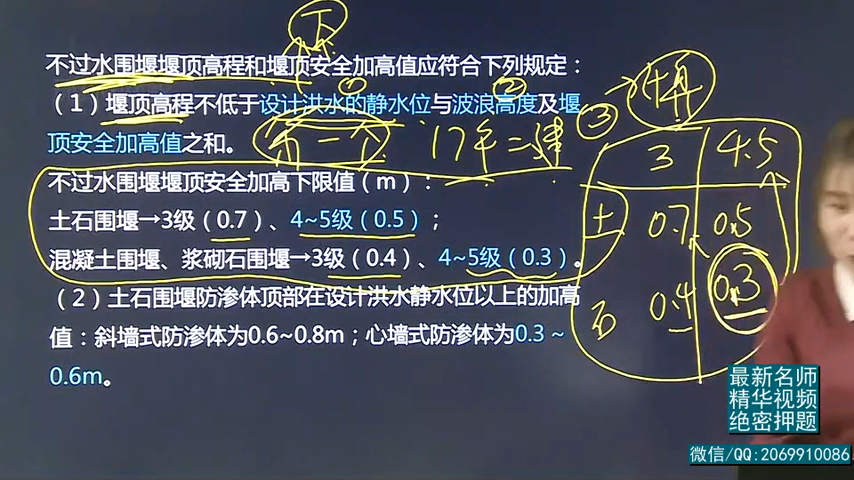 下
不过水围堰堰顶高程和堰顶安全加高值应符合下列规定：
① ②
（1）堰顶高程不低于设计洪水的静水位与波浪高度及堰
顶安全加高值之和。
③
17年二建
3 4.5
不过水围堰堰顶安全加高下限值（m）：
土石围堰→3级（0.7）、4~5级（0.5）；
土 0.7 0.5
混凝土围堰、浆砌石围堰→3级（0.4）、4~5级（0.3）。
石 0.4 0.3
（2）土石围堰防渗体顶部在设计洪水静水位以上的加高
值：斜墙式防渗体为0.6~0.8m；心墙式防渗体为0.3 ~
0.6m。
最新名师
精华视频
绝密押题
微信/QQ:2069910086